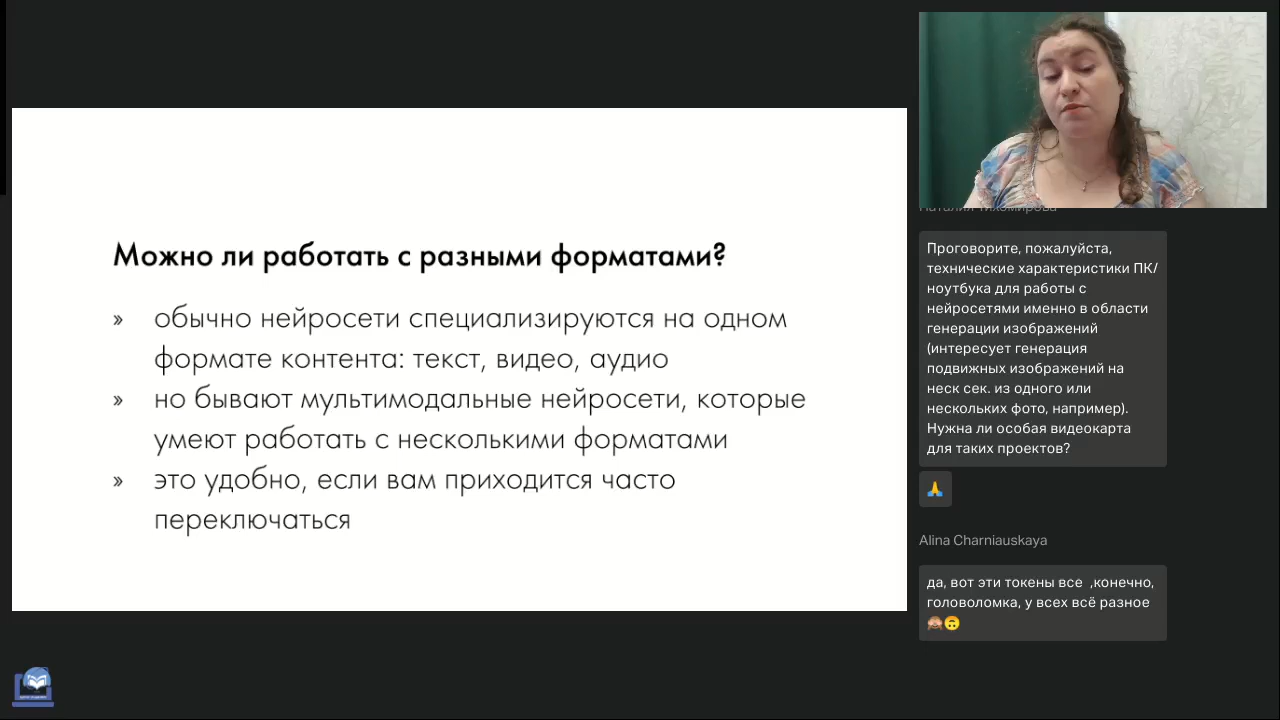 Можно ли работать с разными форматами?
» обычно нейросети специализируются на одном
формате контента: текст, видео, аудио
» но бывают мультимодальные нейросети, которые
умеют работать с несколькими форматами
» это удобно, если вам приходится часто
переключаться
Наталия Тихомирова
Проговорите, пожалуйста,
технические характеристики ПК/
ноутбука для работы с
нейросетями именно в области
генерации изображений
(интересует генерация
подвижных изображений на
неск сек. из одного или
нескольких фото, например).
Нужна ли особая видеокарта
для таких проектов?
🙏
Alina Charniauskaya
да, вот эти токены все ,конечно,
головоломка, у всех всё разное
🙈🙃